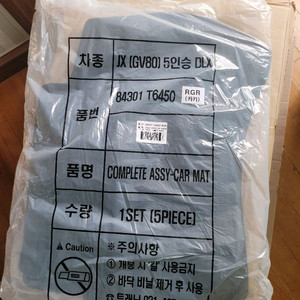 차종
JX (GV80) 5인승 DLX
품번
84301 T6450
RGR
(카키)
품명
COMPLETE ASSY-CAR MAT
수량
1SET (5PIECE)
Caution
※ 주의사항
① 개봉 시 '칼' 사용금지
② 바닥 비닐 제거 후 사용